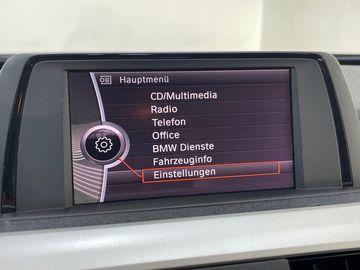 Hauptmenü
CD/Multimedia
Radio
Telefon
Office
BMW Dienste
Fahrzeuginfo
Einstellungen